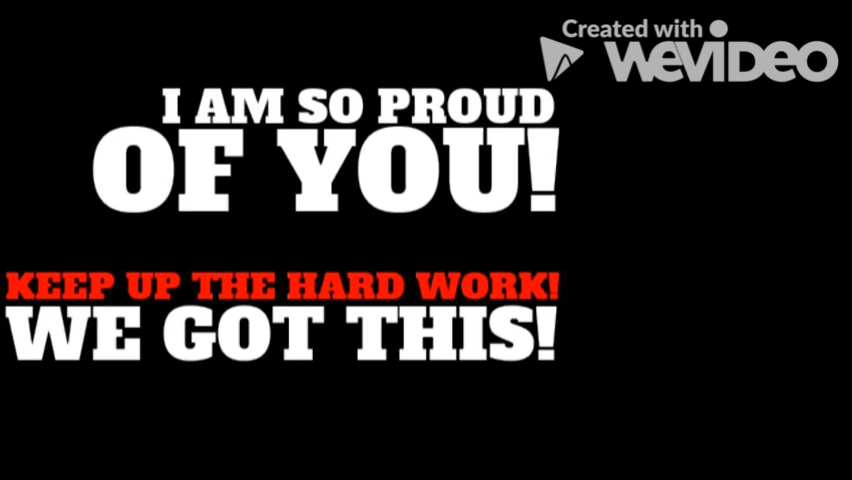 Created with
WEVIDEO
I AM SO PROUD
OF YOU!
KEEP UP THE HARD WORK!
WE GOT THIS!